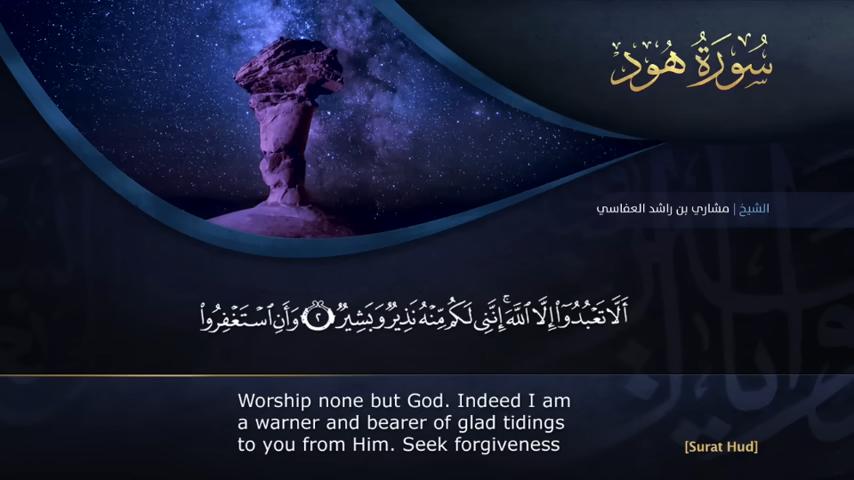 سُورَةُ هُود
الشيخ | مشاري بن راشد العفاسي
أَلَّا تَعْبُدُوٓا۟ إِلَّا ٱللَّهَ ۚ إِنَّنِى لَكُم مِّنْهُ نَذِيرٌ وَبَشِيرٌ ٢ وَأَنِ ٱسْتَغْفِرُوا۟
Worship none but God. Indeed I am
a warner and bearer of glad tidings
to you from Him. Seek forgiveness
[Surat Hud]